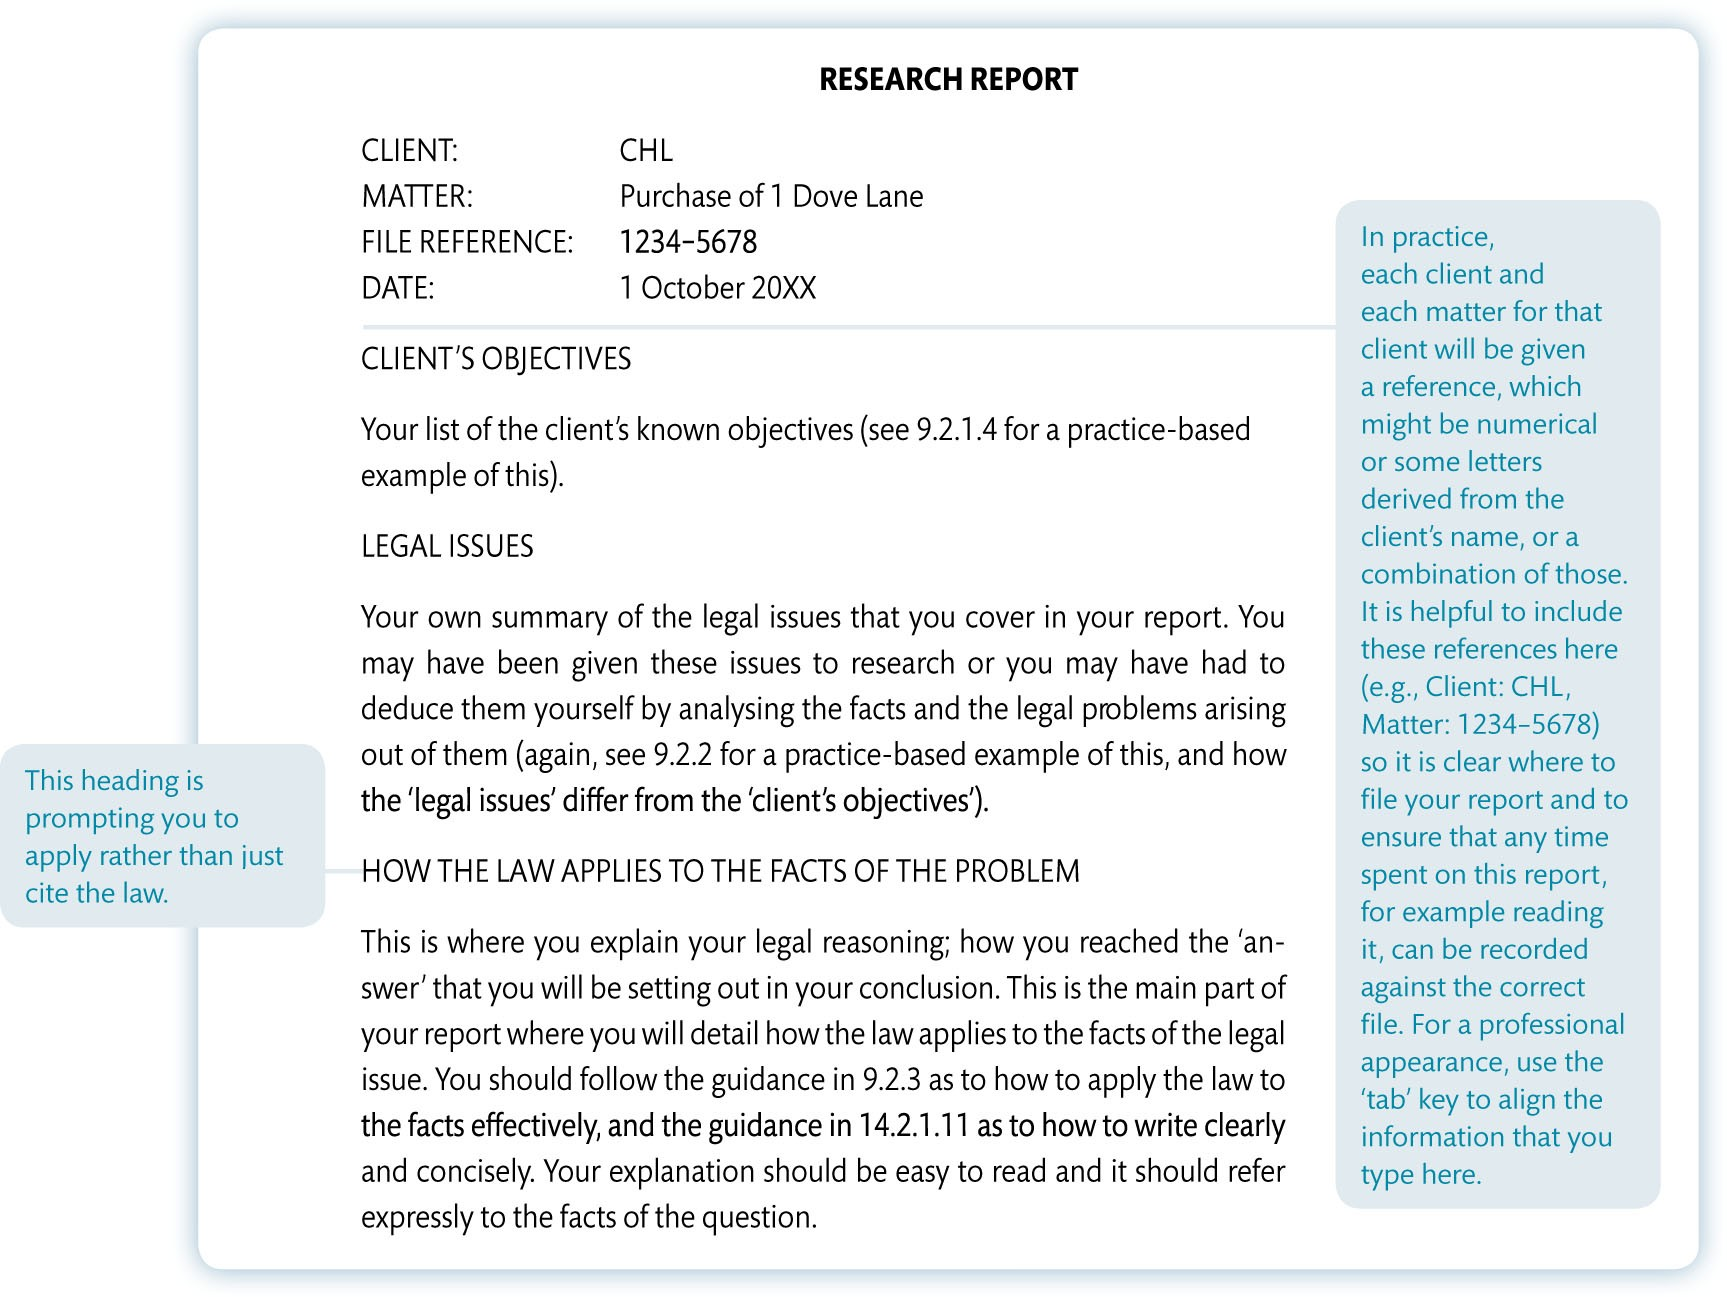 RESEARCH REPORT
CLIENT: CHL
MATTER: Purchase of 1 Dove Lane
FILE REFERENCE: 1234–5678
DATE: 1 October 20XX
CLIENT’S OBJECTIVES
Your list of the client’s known objectives (see 9.2.1.4 for a practice-based
example of this).
LEGAL ISSUES
Your own summary of the legal issues that you cover in your report. You
may have been given these issues to research or you may have had to
deduce them yourself by analysing the facts and the legal problems arising
out of them (again, see 9.2.2 for a practice-based example of this, and how
the ‘legal issues’ differ from the ‘client’s objectives’).
HOW THE LAW APPLIES TO THE FACTS OF THE PROBLEM
This is where you explain your legal reasoning; how you reached the ‘an-
swer’ that you will be setting out in your conclusion. This is the main part of
your report where you will detail how the law applies to the facts of the legal
issue. You should follow the guidance in 9.2.3 as to how to apply the law to
the facts effectively, and the guidance in 14.2.1.11 as to how to write clearly
and concisely. Your explanation should be easy to read and it should refer
expressly to the facts of the question.
This heading is
prompting you to
apply rather than just
cite the law.
In practice,
each client and
each matter for that
client will be given
a reference, which
might be numerical
or some letters
derived from the
client’s name, or a
combination of those.
It is helpful to include
these references here
(e.g., Client: CHL,
Matter: 1234–5678)
so it is clear where to
file your report and to
ensure that any time
spent on this report,
for example reading
it, can be recorded
against the correct
file. For a professional
appearance, use the
‘tab’ key to align the
information that you
type here.